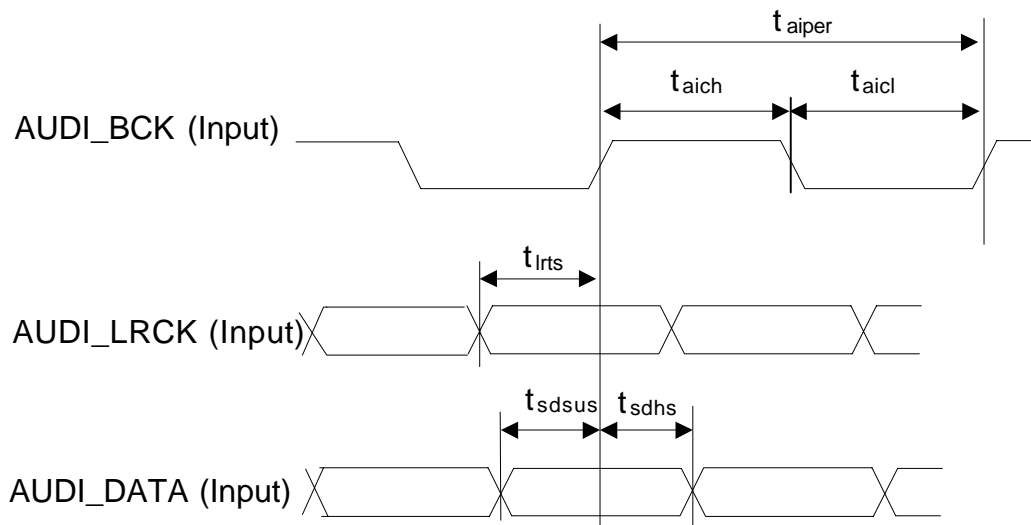 t aiper
t aich
t aicl
AUDI_BCK (Input)
t lrts
AUDI_LRCK (Input)
t sdsus
t sdhs
AUDI_DATA (Input)